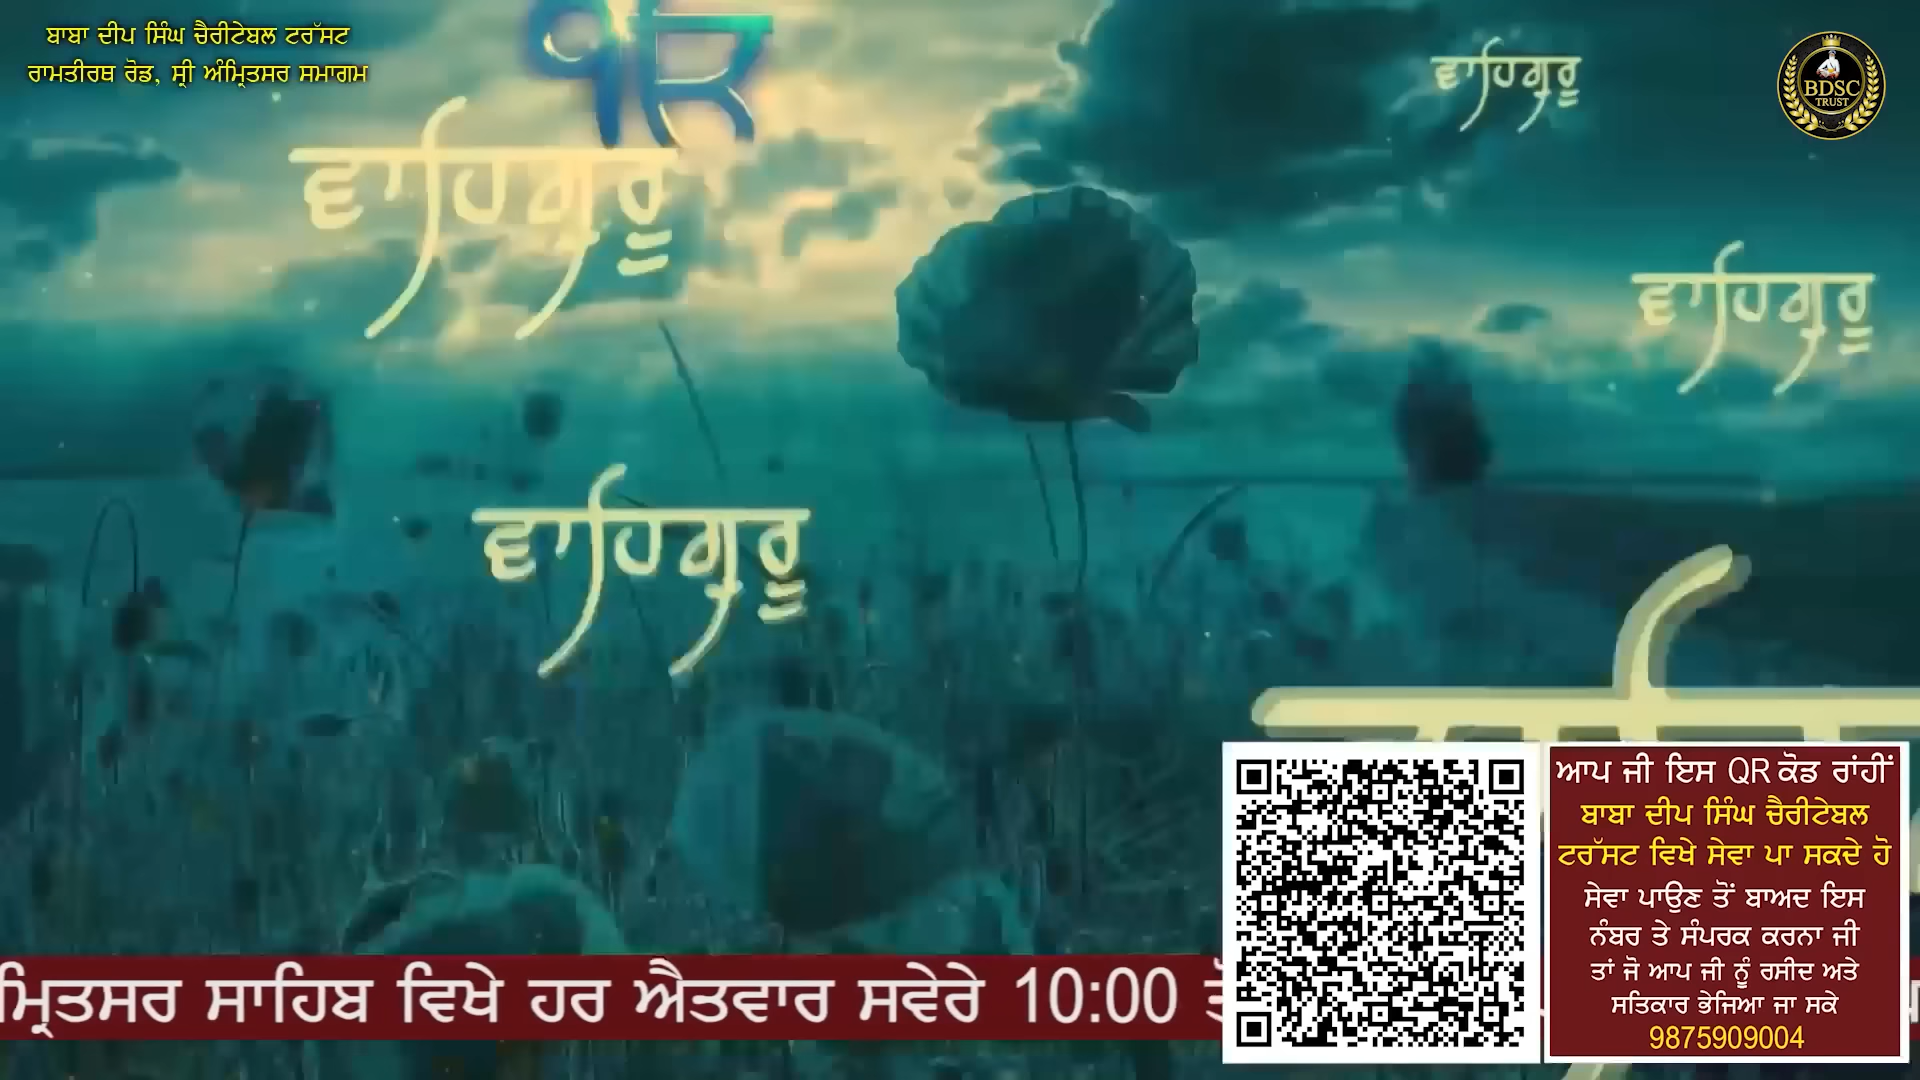 ਬਾਬਾ ਦੀਪ ਸਿੰਘ ਚੈਰੀਟੇਬਲ ਟਰੱਸਟ
ਰਾਮਤੀਰਥ ਰੋਡ, ਸ੍ਰੀ ਅੰਮ੍ਰਿਤਸਰ ਸਮਾਗਮ
ਵਾਹਿਗੁਰੂ
BDSC
TRUST
ਵਾਹਿਗੁਰੂ
ਵਾਹਿਗੁਰੂ
ਵਾਹਿਗੁਰੂ
ਆਪ ਜੀ ਇਸ QR ਕੋਡ ਰਾਂਹੀਂ
ਬਾਬਾ ਦੀਪ ਸਿੰਘ ਚੈਰੀਟੇਬਲ
ਟਰੱਸਟ ਵਿਖੇ ਸੇਵਾ ਪਾ ਸਕਦੇ ਹੋ
ਸੇਵਾ ਪਾਉਣ ਤੋਂ ਬਾਅਦ ਇਸ
ਨੰਬਰ ਤੇ ਸੰਪਰਕ ਕਰਨਾ ਜੀ
ਤਾਂ ਜੋ ਆਪ ਜੀ ਨੂੰ ਰਸੀਦ ਅਤੇ
ਸਤਿਕਾਰ ਭੇਜਿਆ ਜਾ ਸਕੇ
9875909004
ਮ੍ਰਿਤਸਰ ਸਾਹਿਬ ਵਿਖੇ ਹਰ ਐਤਵਾਰ ਸਵੇਰੇ 10:00